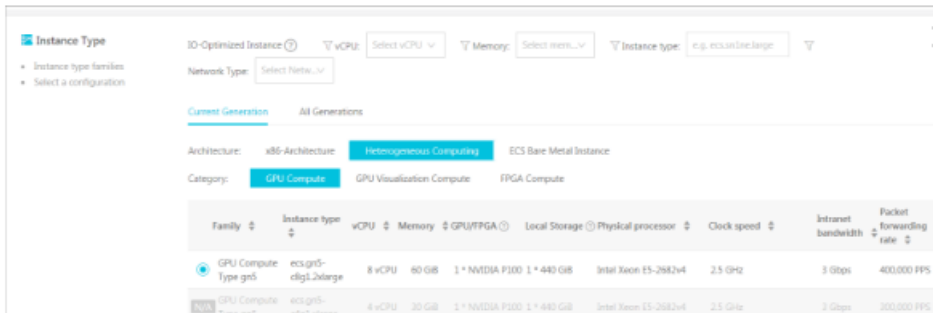 Instance Type
Instance type families
Select a configuration
IO-Optimized Instance ? vCPU: Select vCPU Memory: Select mem... Instance type: e.g. ecs.sn1ne.large
Network Type: Select Netw...
Current Generation All Generations
Architecture: x86-Architecture Heterogeneous Computing ECS Bare Metal Instance
Category: GPU Compute GPU Visualization Compute FPGA Compute
Family Instance type vCPU Memory GPU/FPGA ? Local Storage ? Physical processor Clock speed Intranet bandwidth Packet forwarding rate
GPU Compute Type gn5 ecs.gn5-c8g1.2xlarge 8 vCPU 60 GiB 1 * NVIDIA P100 1 * 440 GiB Intel Xeon E5-2682v4 2.5 GHz 3 Gbps 400,000 PPS
N/A GPU Compute ecs.gn5- 4 vCPU 30 GiB 1 * NVIDIA P100 1 * 440 GiB Intel Xeon E5-2682v4 2.5 GHz 3 Gbps 300,000 PPS